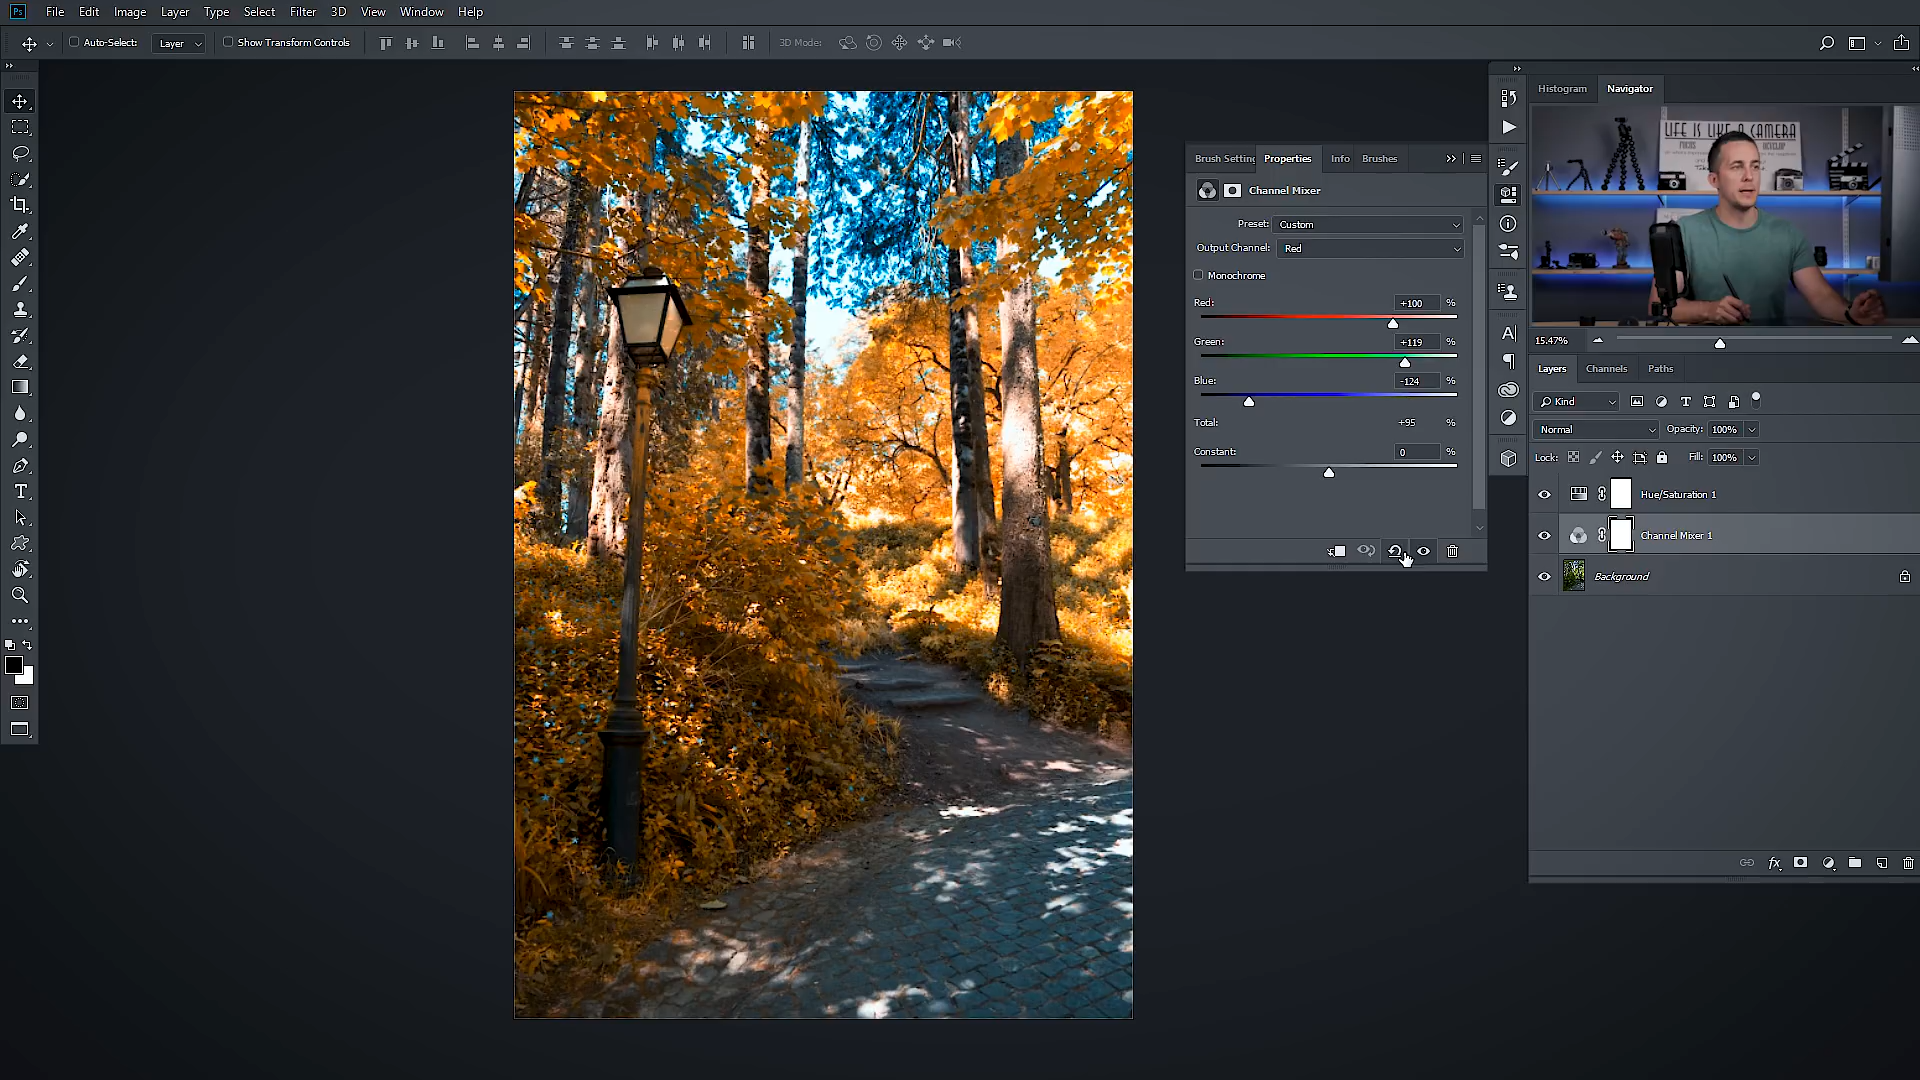 Ps File Edit Image Layer Type Select Filter 3D View Window Help
Auto-Select: Layer Show Transform Controls 3D Mode:
Histogram Navigator
LIFE IS LIKE A CAMERA
Brush Setting Properties Info Brushes
Channel Mixer
Preset: Custom
Output Channel: Red
Monochrome
Red: +100 %
Green: +119 %
Blue: -124 %
Total: +95 %
Constant: 0 %
15.47%
Layers Channels Paths
Kind
Normal Opacity: 100%
Lock: Fill: 100%
Hue/Saturation 1
Channel Mixer 1
Background
fx